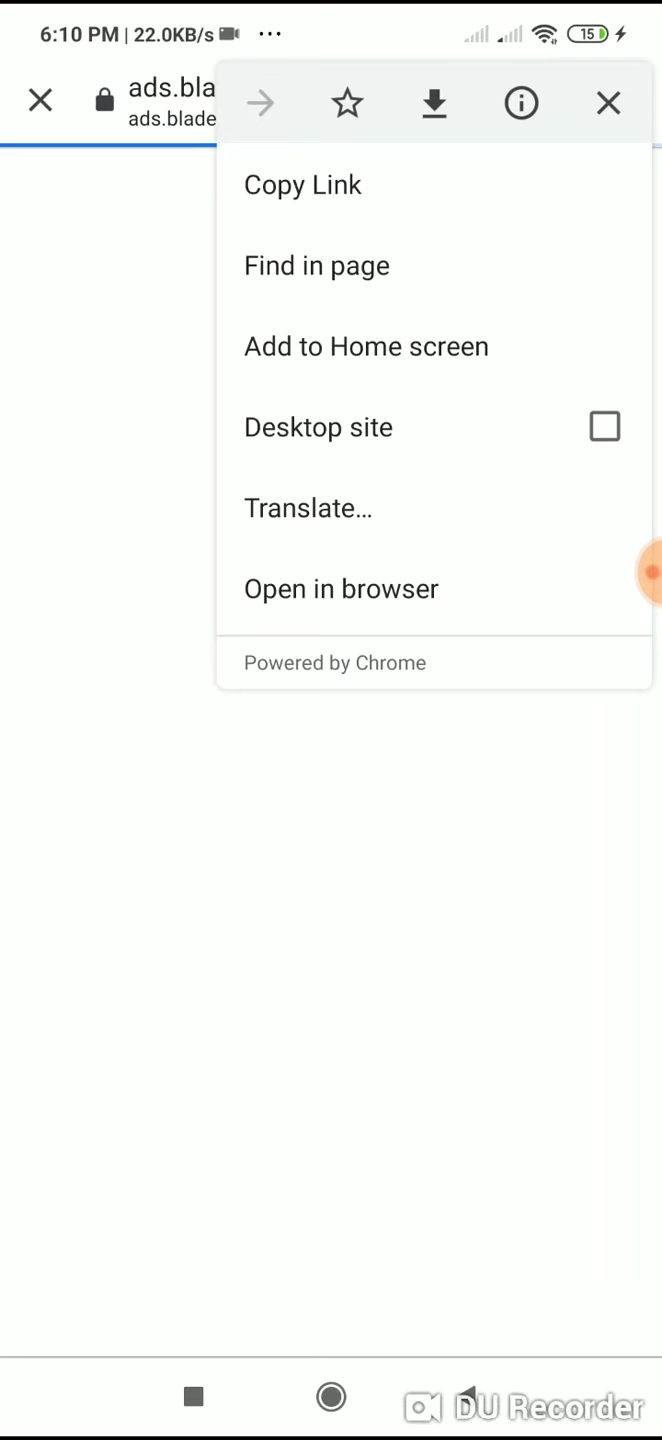 6:10 PM | 22.0KB/s ...
15
ads.bla
ads.blade
Copy Link
Find in page
Add to Home screen
Desktop site
Translate...
Open in browser
Powered by Chrome
DU Recorder